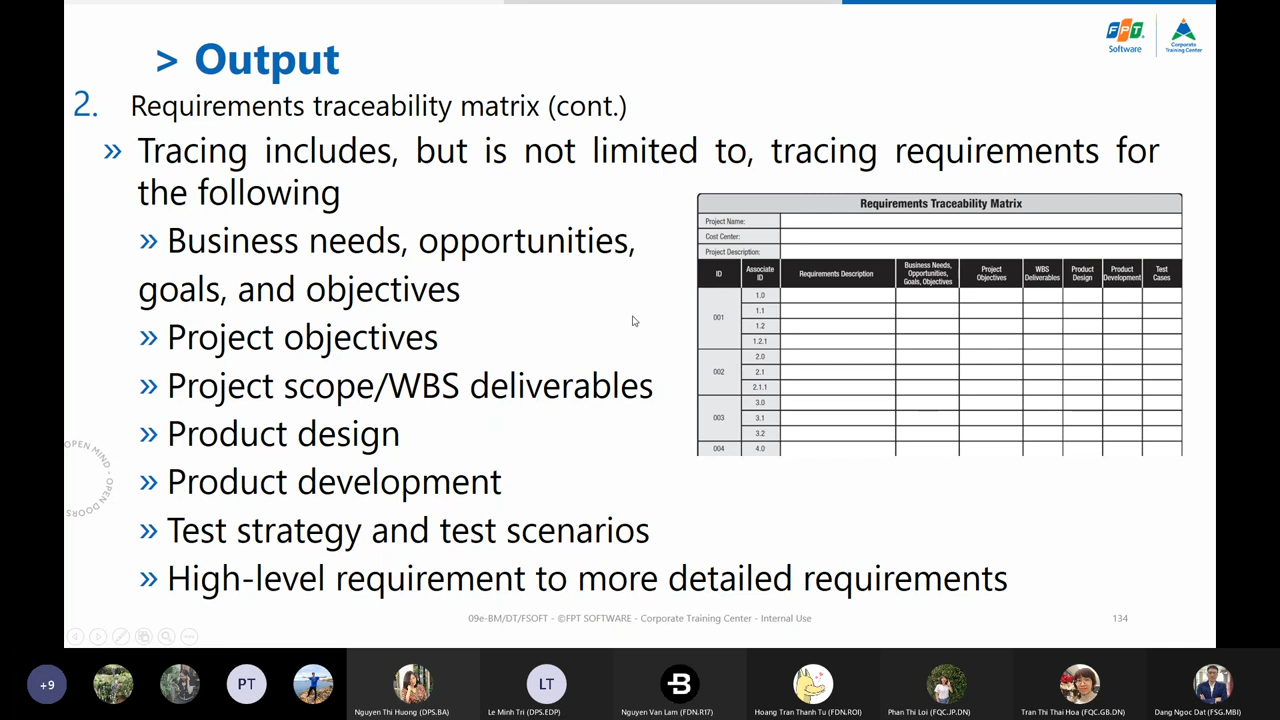 > Output
FPT
Software
Corporate
Training Center
2. Requirements traceability matrix (cont.)
» Tracing includes, but is not limited to, tracing requirements for
the following
» Business needs, opportunities,
goals, and objectives
» Project objectives
» Project scope/WBS deliverables
» Product design
» Product development
» Test strategy and test scenarios
» High-level requirement to more detailed requirements
Requirements Traceability Matrix
Project Name:
Cost Center:
Project Description:
ID Associate ID Requirements Description Business Needs, Opportunities, Goals, Objectives Project Objectives WBS Deliverables Product Design Product Development Test Cases
001 1.0
1.1
1.2
1.2.1
002 2.0
2.1
2.1.1
003 3.0
3.1
3.2
004 4.0
OPEN MIND - OPEN DOORS
09e-BM/DT/FSOFT - ©FPT SOFTWARE - Corporate Training Center - Internal Use
134
+9
PT
LT
B
Nguyen Thi Huong (DPS.BA)
Le Minh Tri (DPS.EDP)
Nguyen Van Lam (FDN.R17)
Hoang Tran Thanh Tu (FDN.ROI)
Phan Thi Loi (FQC.JP.DN)
Tran Thi Thai Hoa (FQC.GB.DN)
Dang Ngoc Dat (FSG.MBI)